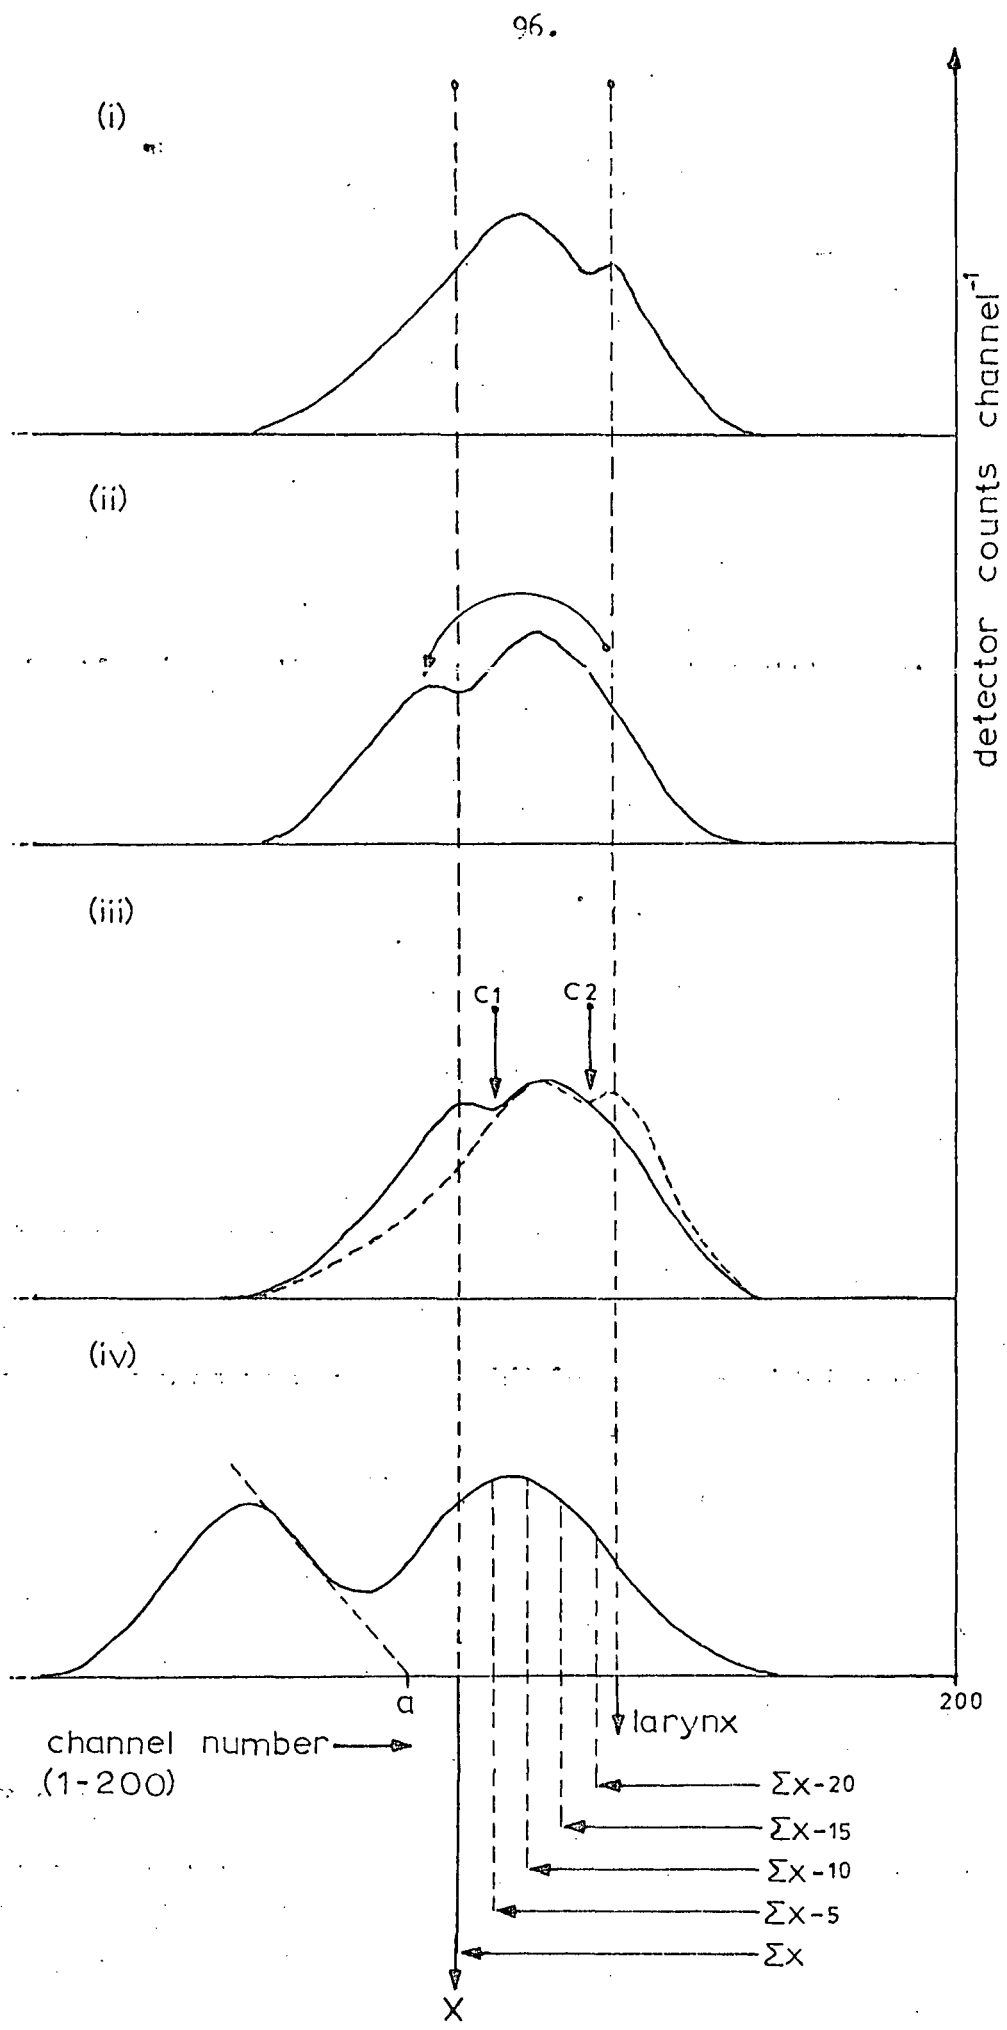 96.
(i)
detector counts channel⁻¹
(ii)
(iii)
C1
C2
(iv)
a
200
larynx
channel number
(1-200)
Σx-20
Σx-15
Σx-10
Σx-5
Σx
X